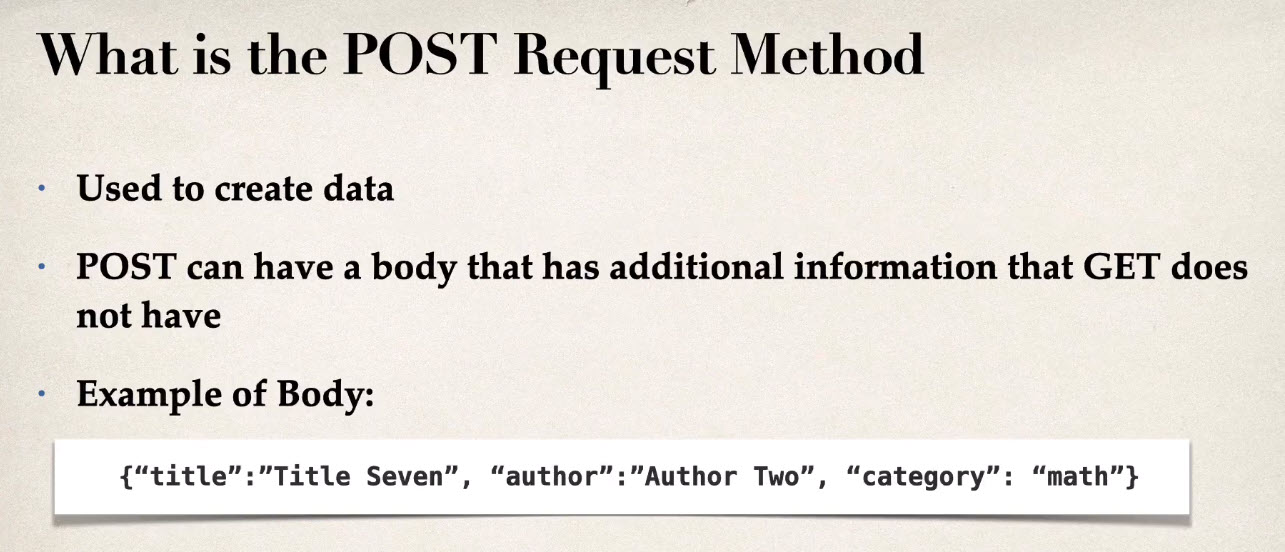 What is the POST Request Method
• Used to create data
• POST can have a body that has additional information that GET does
not have
• Example of Body:
{“title”:”Title Seven”, “author”:”Author Two”, “category”: “math”}